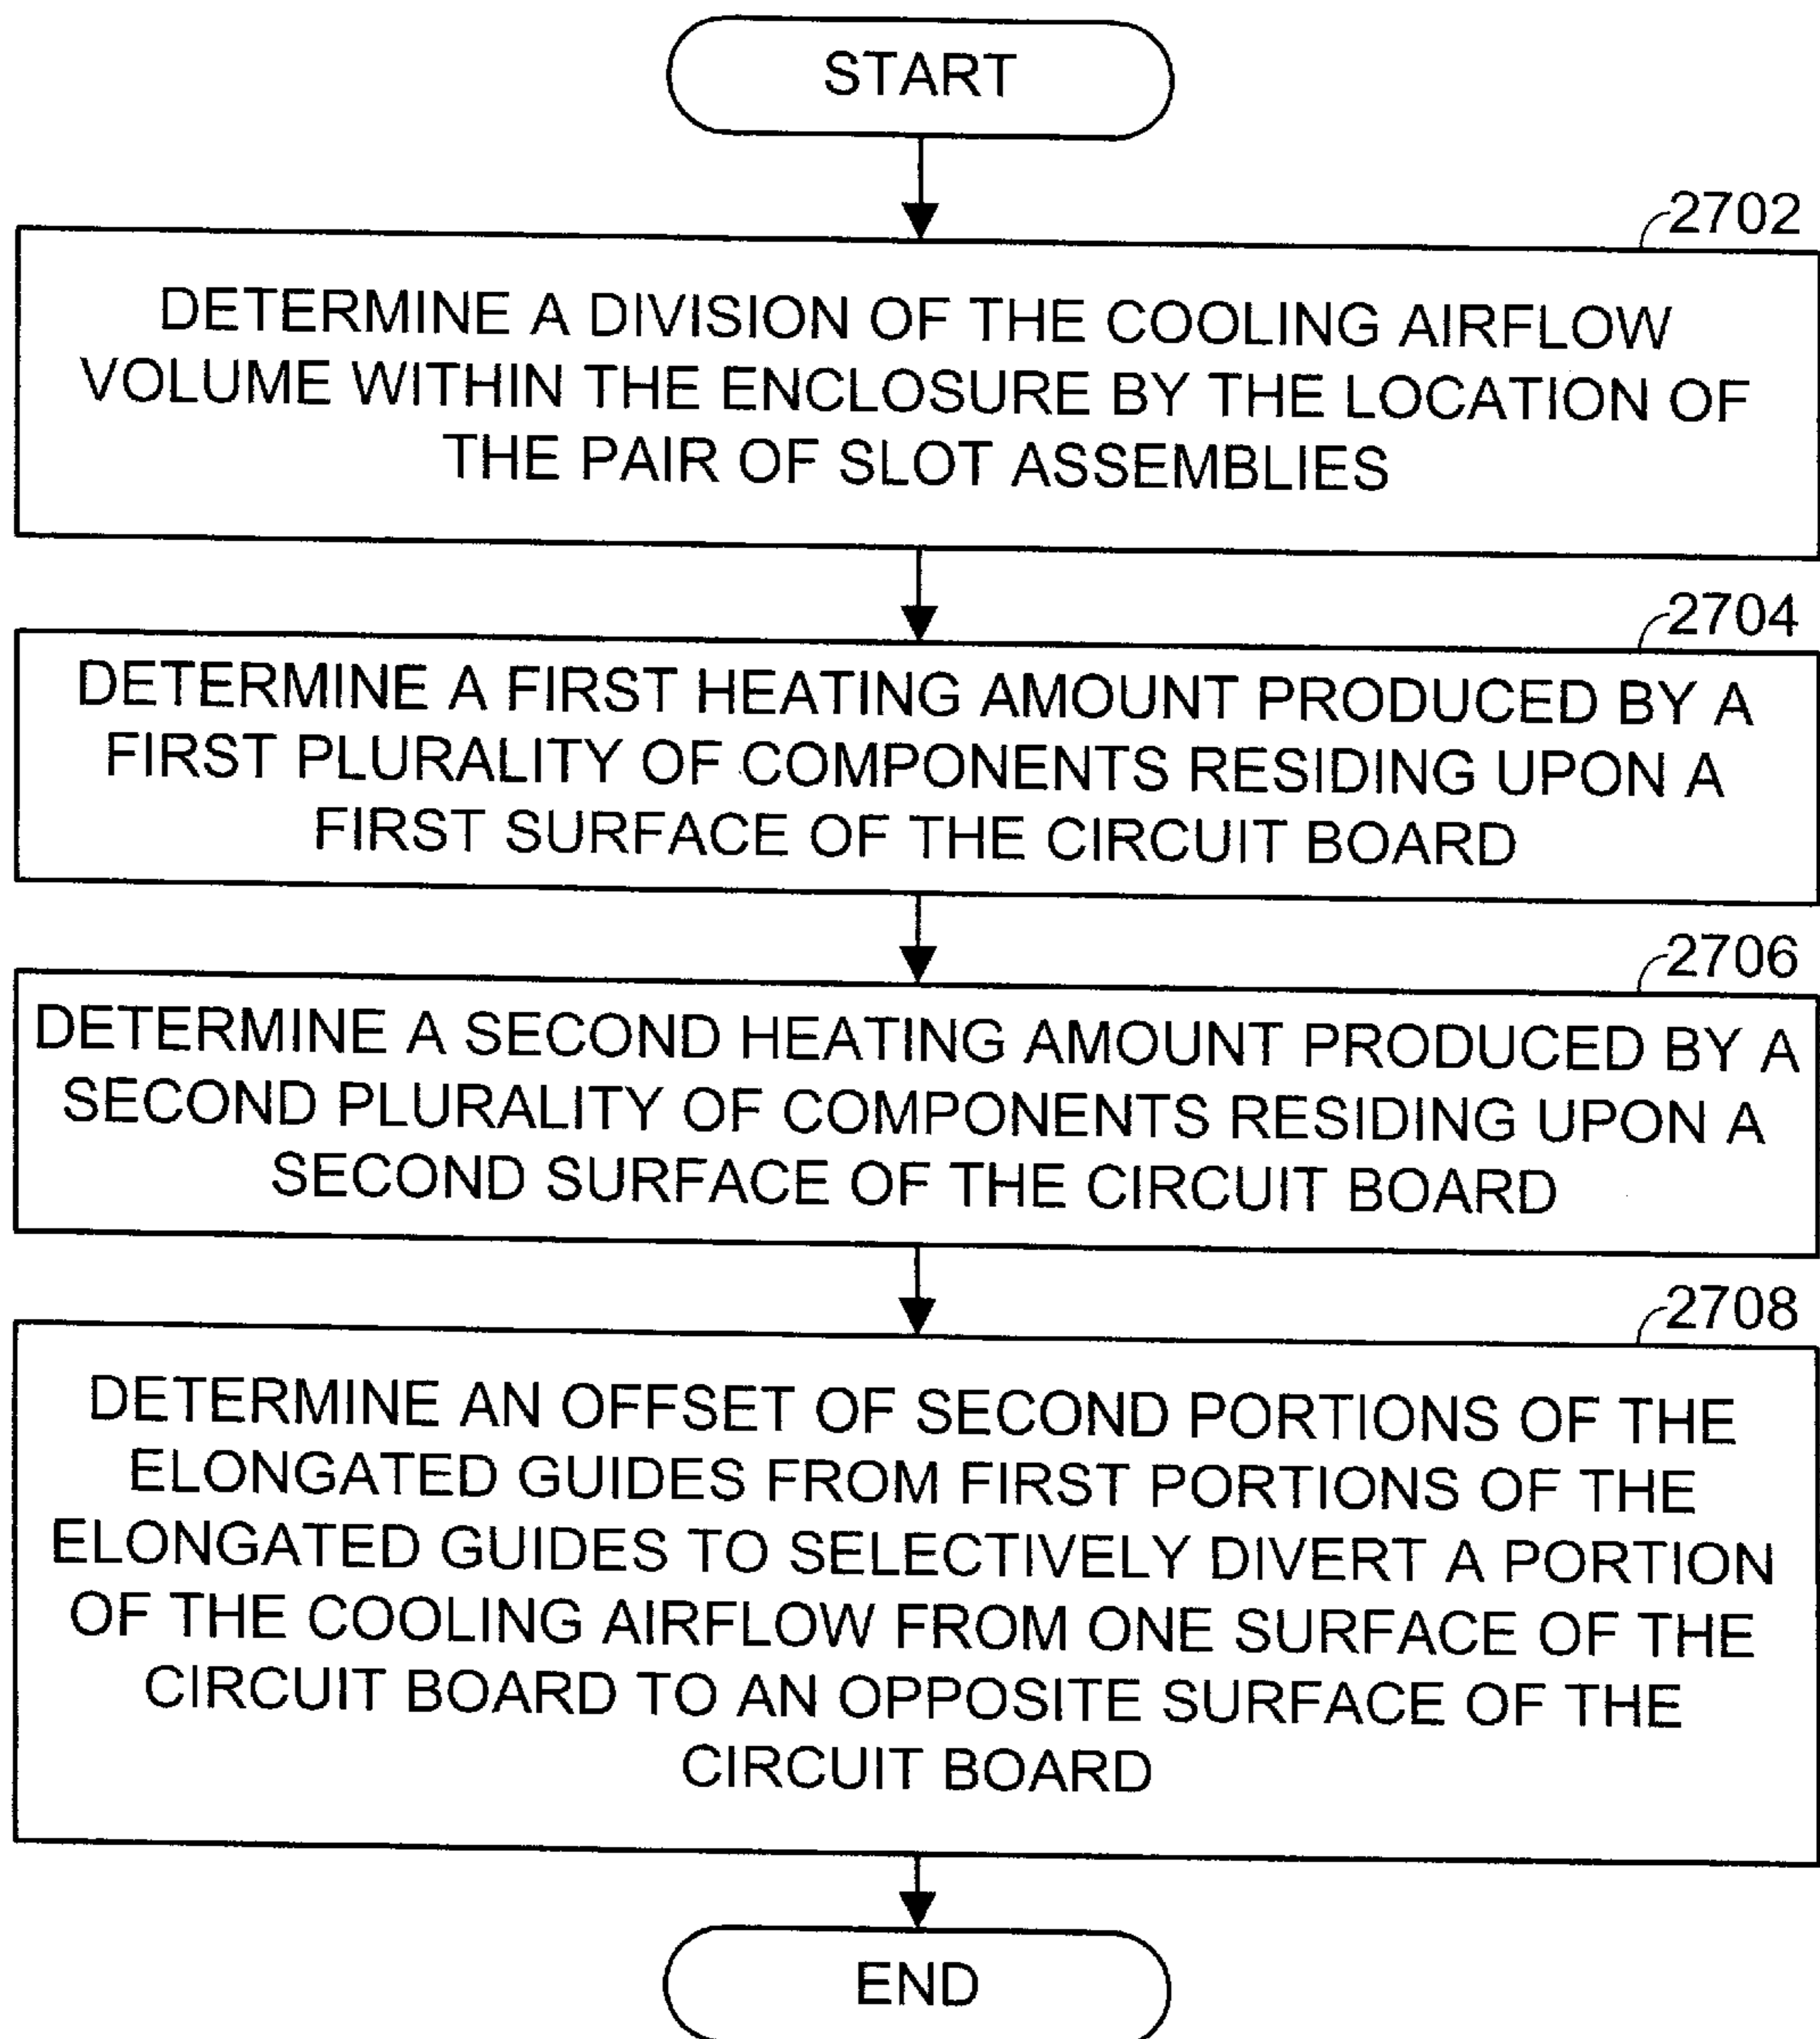 START
2702
DETERMINE A DIVISION OF THE COOLING AIRFLOW
VOLUME WITHIN THE ENCLOSURE BY THE LOCATION OF
THE PAIR OF SLOT ASSEMBLIES
2704
DETERMINE A FIRST HEATING AMOUNT PRODUCED BY A
FIRST PLURALITY OF COMPONENTS RESIDING UPON A
FIRST SURFACE OF THE CIRCUIT BOARD
2706
DETERMINE A SECOND HEATING AMOUNT PRODUCED BY A
SECOND PLURALITY OF COMPONENTS RESIDING UPON A
SECOND SURFACE OF THE CIRCUIT BOARD
2708
DETERMINE AN OFFSET OF SECOND PORTIONS OF THE
ELONGATED GUIDES FROM FIRST PORTIONS OF THE
ELONGATED GUIDES TO SELECTIVELY DIVERT A PORTION
OF THE COOLING AIRFLOW FROM ONE SURFACE OF THE
CIRCUIT BOARD TO AN OPPOSITE SURFACE OF THE
CIRCUIT BOARD
END